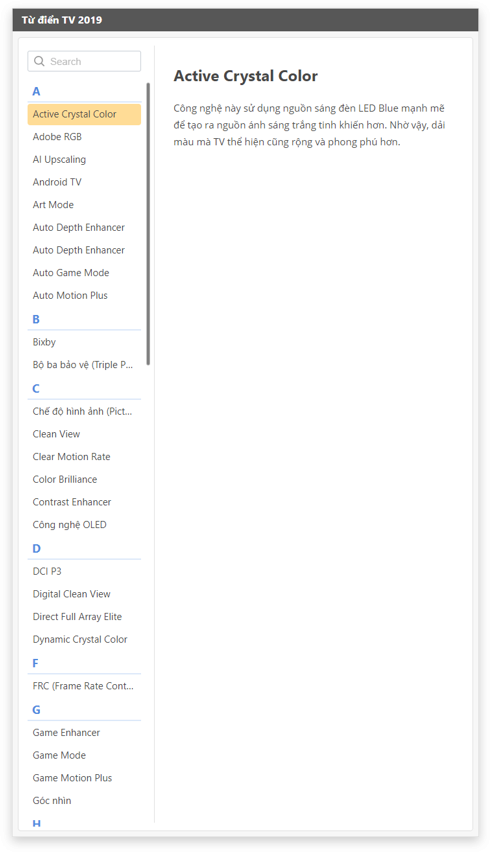 Từ điển TV 2019
Search
A
Active Crystal Color
Adobe RGB
AI Upscaling
Android TV
Art Mode
Auto Depth Enhancer
Auto Depth Enhancer
Auto Game Mode
Auto Motion Plus
B
Bixby
Bộ ba bảo vệ (Triple P...
C
Chế độ hình ảnh (Pict...
Clean View
Clear Motion Rate
Color Brilliance
Contrast Enhancer
Công nghệ OLED
D
DCI P3
Digital Clean View
Direct Full Array Elite
Dynamic Crystal Color
F
FRC (Frame Rate Cont...
G
Game Enhancer
Game Mode
Game Motion Plus
Góc nhìn
H
Active Crystal Color
Công nghệ này sử dụng nguồn sáng đèn LED Blue mạnh mẽ
để tạo ra nguồn ánh sáng trắng tinh khiến hơn. Nhờ vậy, dải
màu mà TV thể hiện cũng rộng và phong phú hơn.